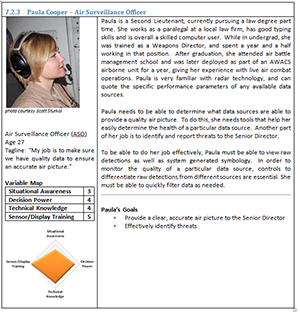 7.2.3 Paula Cooper – Air Surveillance Officer
photo courtesy Scott Sturkol
Air Surveillance Officer (ASO)
Age 27
Tagline: "My job is to make sure
we have quality data to ensure
an accurate air picture."
Variable Map
Situational Awareness 3
Decision Power 4
Technical Knowledge 4
Sensor/Display Training 5
Situational
Awareness
Sensor/Display
Training
Decision
Power
Technical
Knowledge
Paula is a Second Lieutenant, currently pursuing a law degree part
time. She works as a paralegal at a local law firm, has good typing
skills and is overall a skilled computer user. While in undergrad, she
was trained as a Weapons Director, and spent a year and a half
working in that position. After graduation, she attended air battle
management school and was later deployed as part of an AWACS
airborne unit for a year, giving her experience with live air combat
operations. Paula is very familiar with radar technology, and can
quote the specific performance parameters of any available data
sources.
Paula needs to be able to determine what data sources are able to
provide a quality air picture. To do this, she needs tools that help her
easily determine the health of a particular data source. Another part
of her job is to identify and report threats to the Senior Director.
To be able to do her job effectively, Paula must be able to view raw
detections as well as system generated symbology. In order to
monitor the quality of a particular data source, controls to
differentiate raw detections from different sources are essential. She
must be able to quickly filter data as needed.
Paula's Goals
• Provide a clear, accurate air picture to the Senior Director
• Effectively identify threats